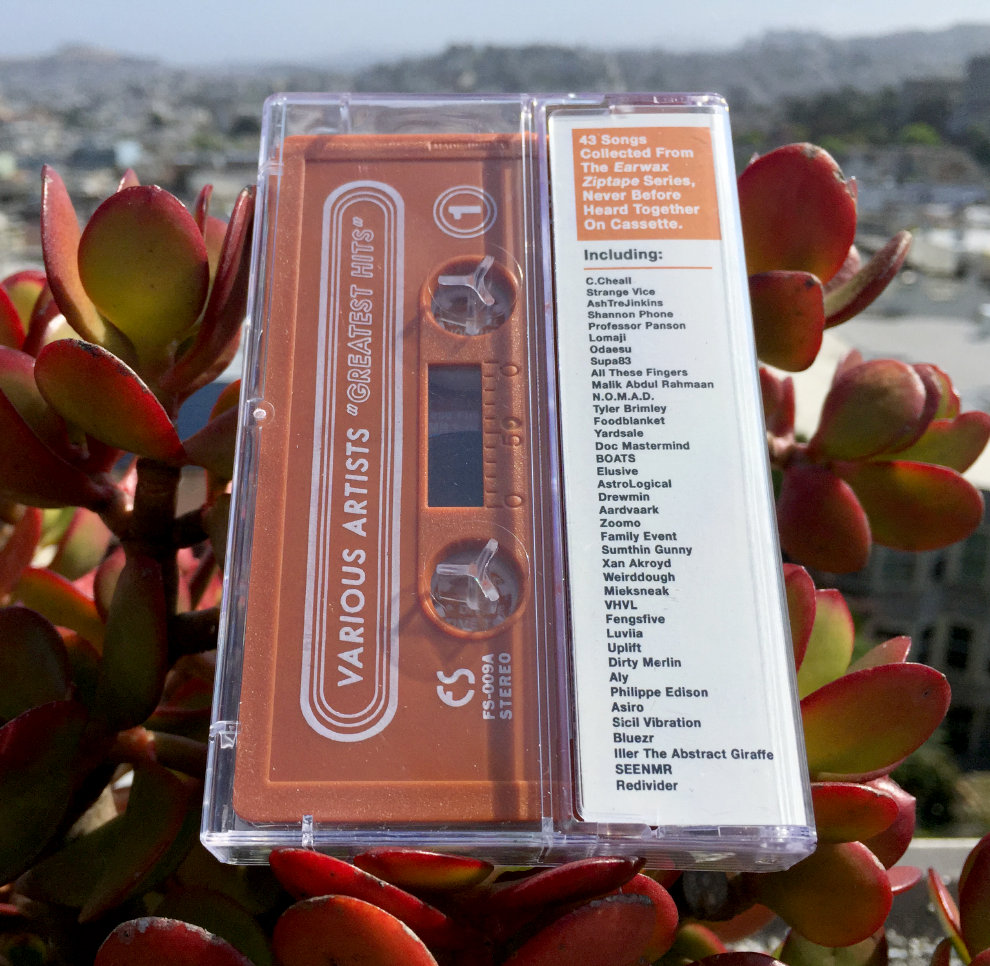 VARIOUS ARTISTS "GREATEST HITS"
1
0
50
0
CS
FS-009A
STEREO
43 Songs
Collected From
The Earwax
Ziptape Series,
Never Before
Heard Together
On Cassette.
Including:
C.Cheall
Strange Vice
AshTreJinkins
Shannon Phone
Professor Panson
Lomaji
Odaesu
Supa83
All These Fingers
Malik Abdul Rahmaan
N.O.M.A.D.
Tyler Brimley
Foodblanket
Yardsale
Doc Mastermind
BOATS
Elusive
AstroLogical
Drewmin
Aardvaark
Zoomo
Family Event
Sumthin Gunny
Xan Akroyd
Weirddough
Mieksneak
VHVL
Fengsfive
Luviia
Uplift
Dirty Merlin
Aly
Philippe Edison
Asiro
Sicil Vibration
Bluezr
Iller The Abstract Giraffe
SEENMR
Redivider